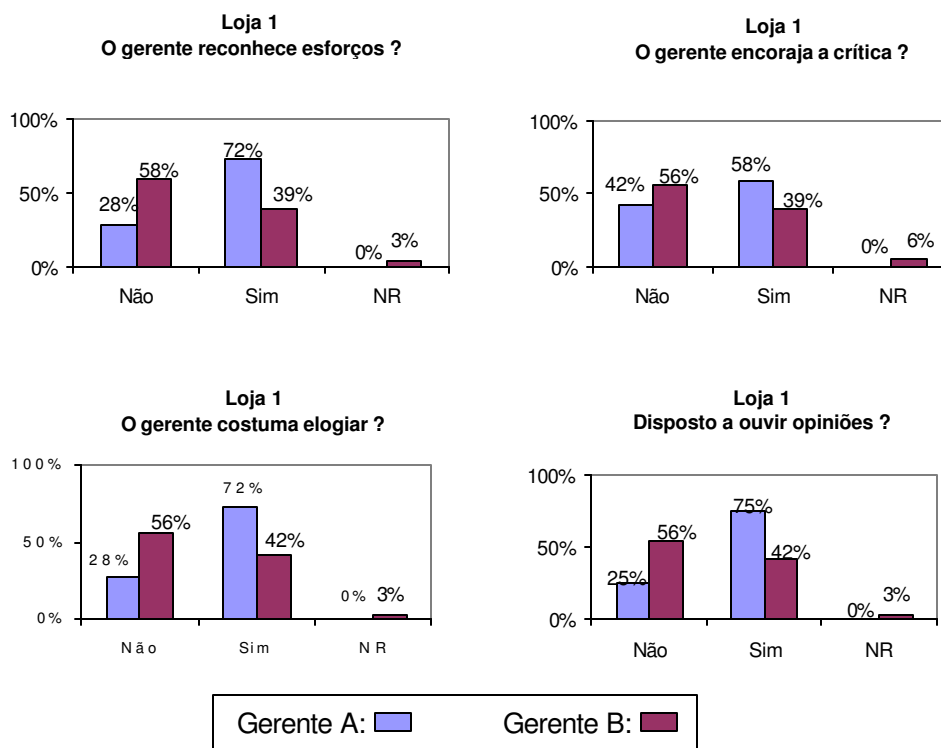 Loja 1
O gerente reconhece esforços ?
100%
50%
0%
28%
58%
72%
39%
0%
3%
Não
Sim
NR
Loja 1
O gerente encoraja a crítica ?
100%
50%
0%
42%
56%
58%
39%
0%
6%
Não
Sim
NR
Loja 1
O gerente costuma elogiar ?
100%
50%
0%
28%
56%
72%
42%
0%
3%
Não
Sim
NR
Loja 1
Disposto a ouvir opiniões ?
100%
50%
0%
25%
56%
75%
42%
0%
3%
Não
Sim
NR
Gerente A:
Gerente B: